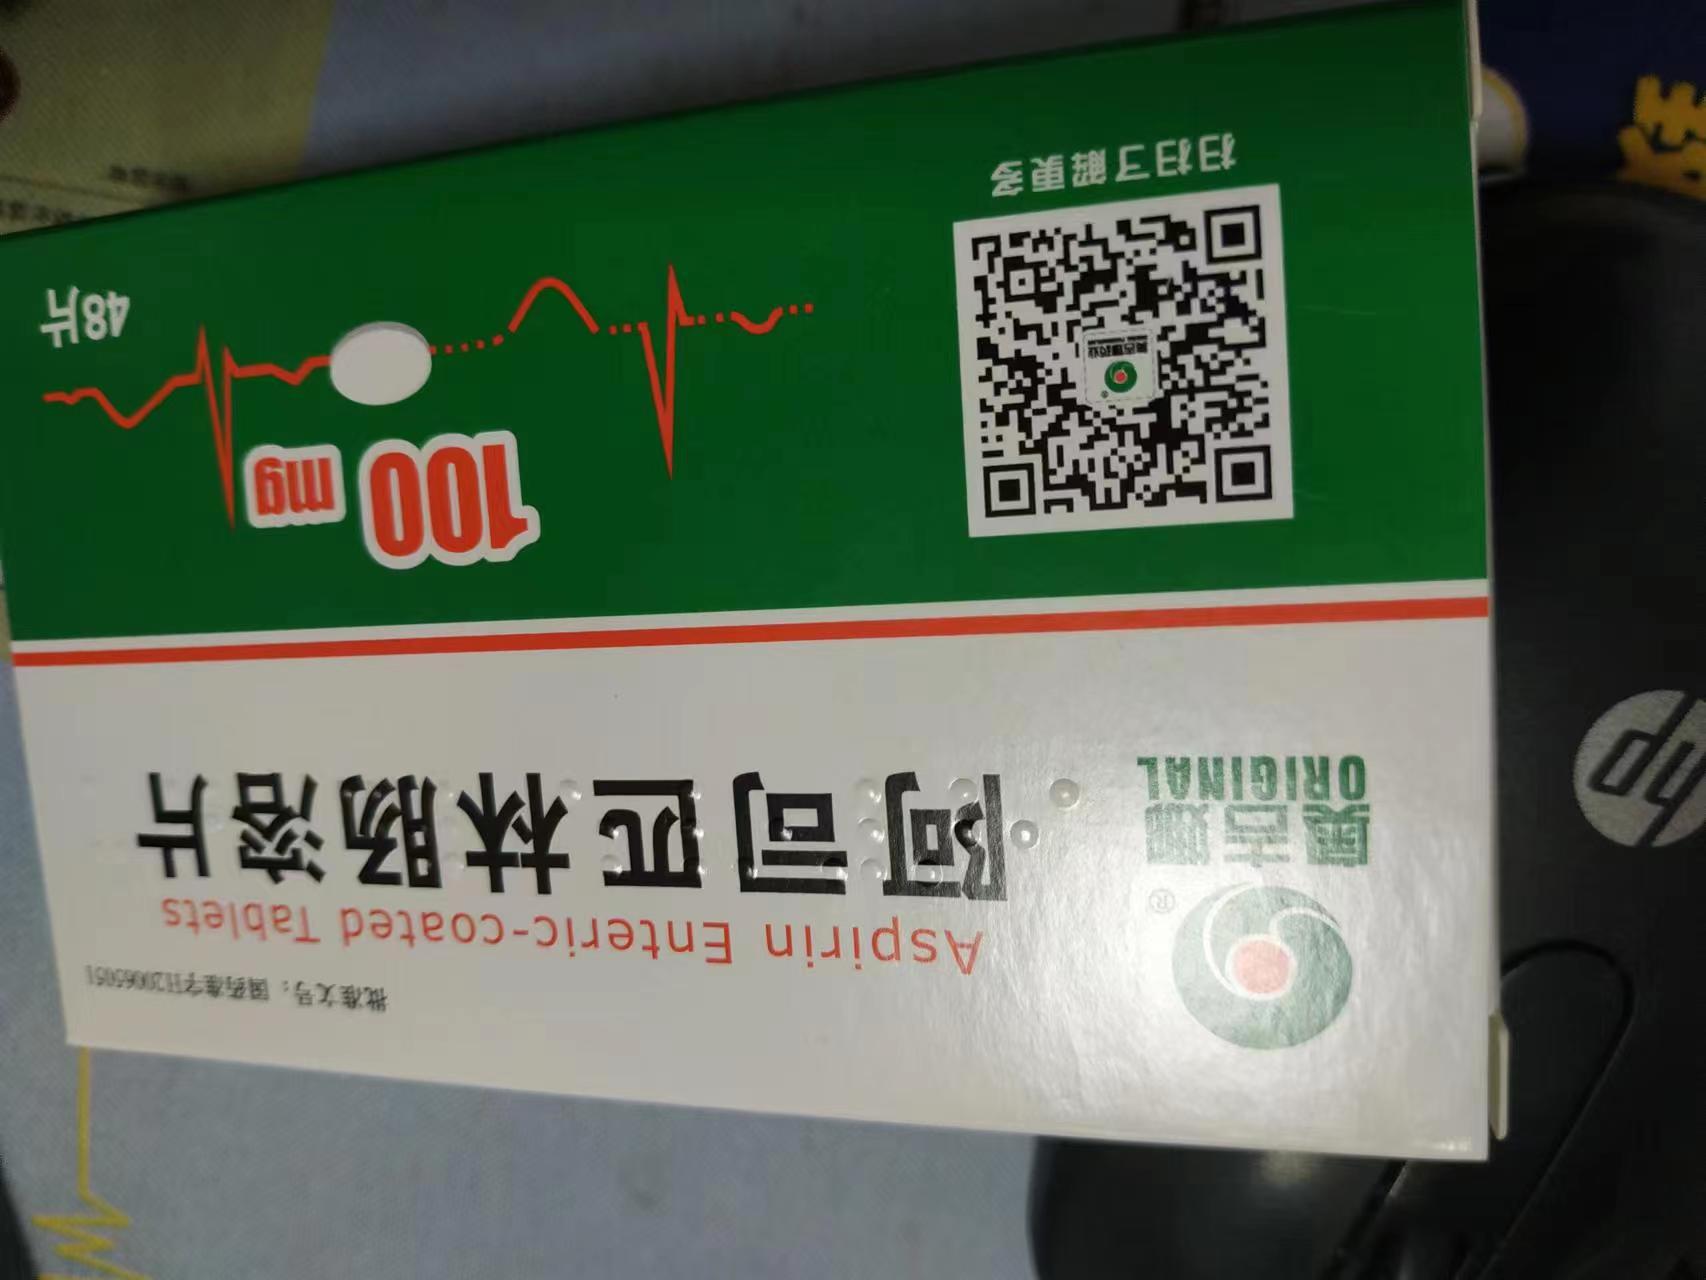 批准文号：国药准字H20065051
Aspirin Enteric-coated Tablets
阿司匹林肠溶片
®
奥吉娜
ORIGINAL
100 mg
48片
扫扫了解更多
hp